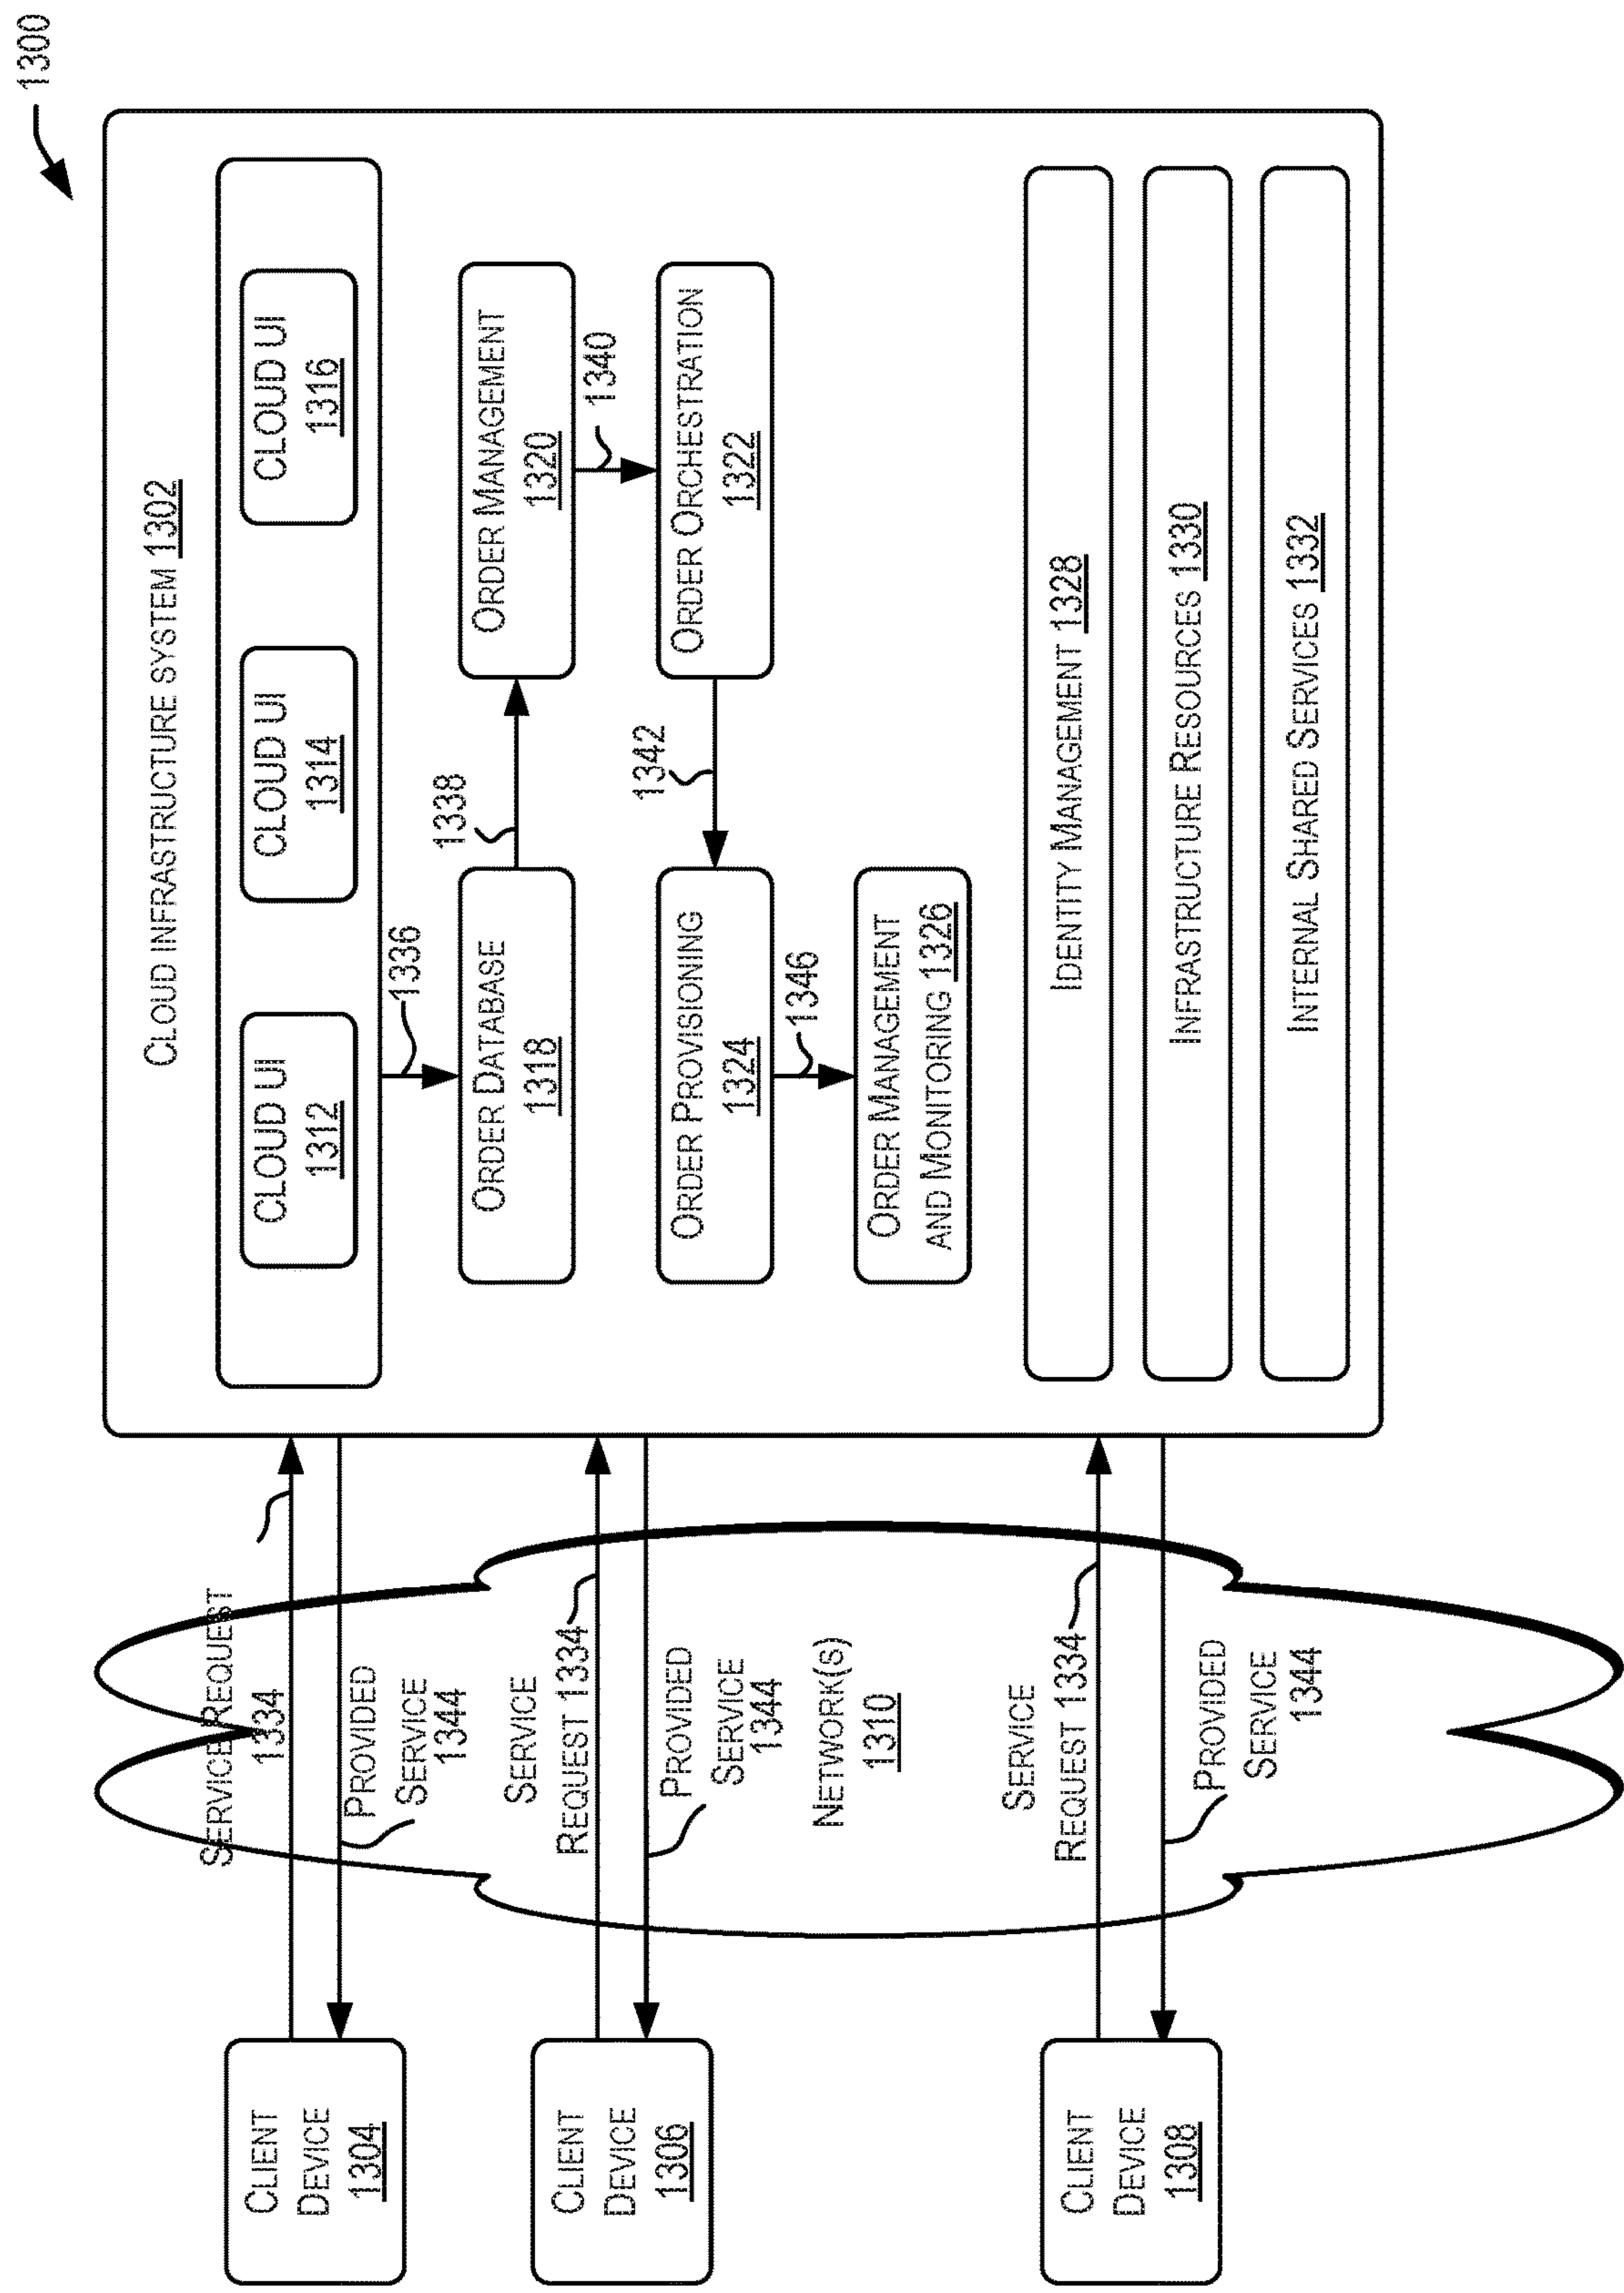 1300
CLOUD INFRASTRUCTURE SYSTEM 1302
CLOUD UI
1312
CLOUD UI
1314
CLOUD UI
1316
1336
ORDER DATABASE
1318
1338
ORDER MANAGEMENT
1320
1340
ORDER ORCHESTRATION
1322
1342
ORDER PROVISIONING
1324
1346
ORDER MANAGEMENT
AND MONITORING 1326
IDENTITY MANAGEMENT 1328
INFRASTRUCTURE RESOURCES 1330
INTERNAL SHARED SERVICES 1332
SERVICE REQUEST
1334
PROVIDED
SERVICE
1344
SERVICE
REQUEST 1334
PROVIDED
SERVICE
1344
NETWORK(S)
1310
SERVICE
REQUEST 1334
PROVIDED
SERVICE
1344
CLIENT
DEVICE
1304
CLIENT
DEVICE
1306
CLIENT
DEVICE
1308